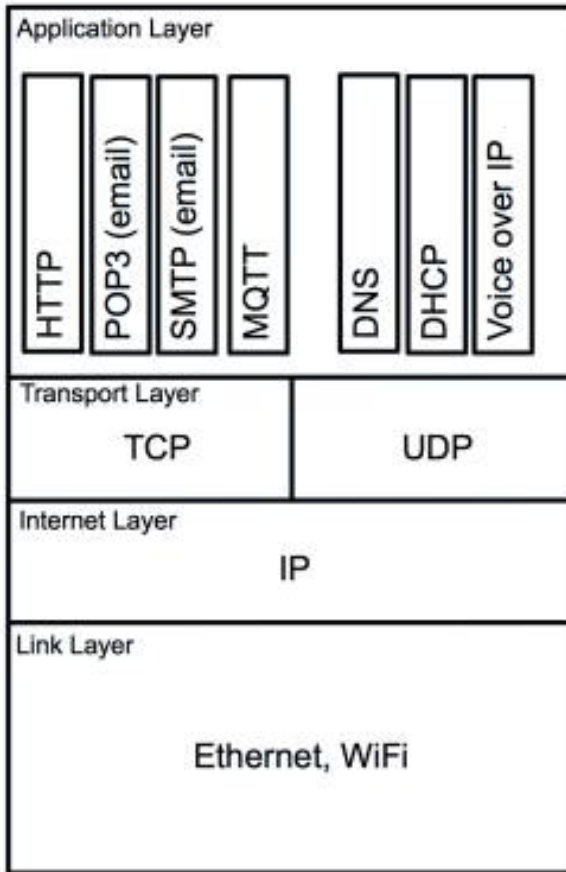 Application Layer
HTTP
POP3 (email)
SMTP (email)
MQTT
DNS
DHCP
Voice over IP
Transport Layer
TCP
UDP
Internet Layer
IP
Link Layer
Ethernet, WiFi